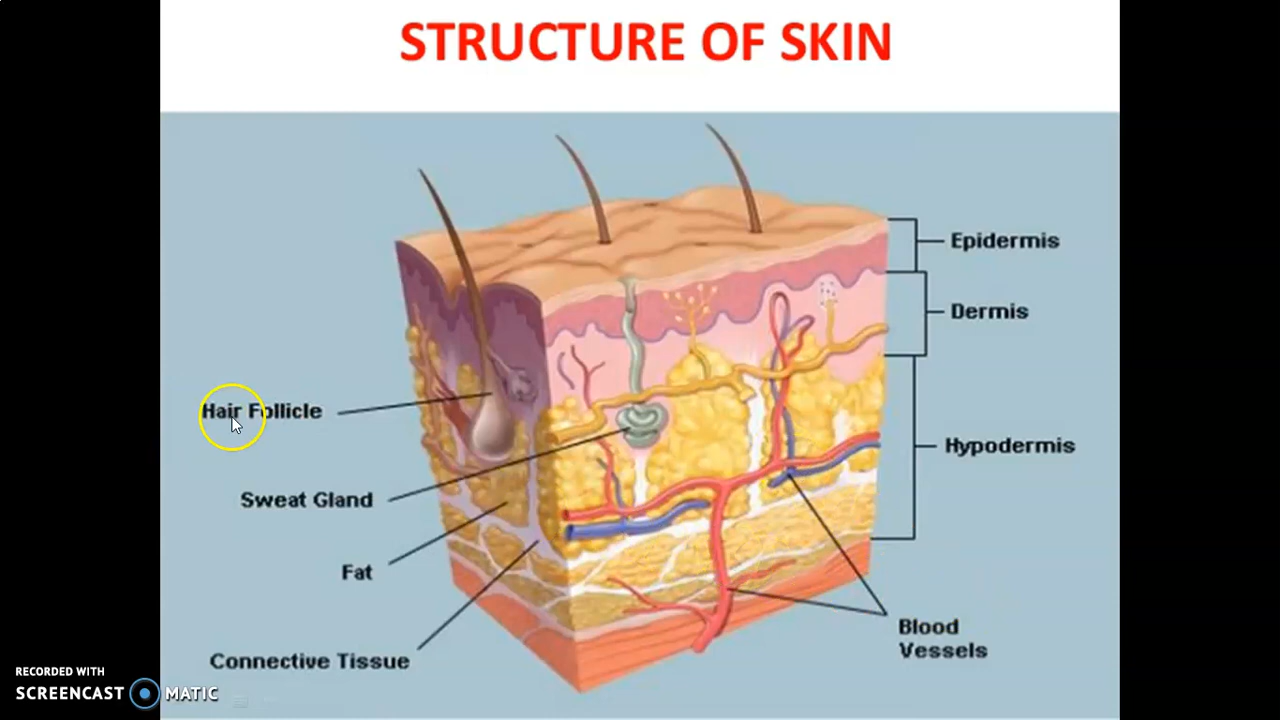 STRUCTURE OF SKIN
Epidermis
Dermis
Hair Follicle
Hypodermis
Sweat Gland
Fat
Blood
Vessels
Connective Tissue
RECORDED WITH
SCREENCAST MATIC